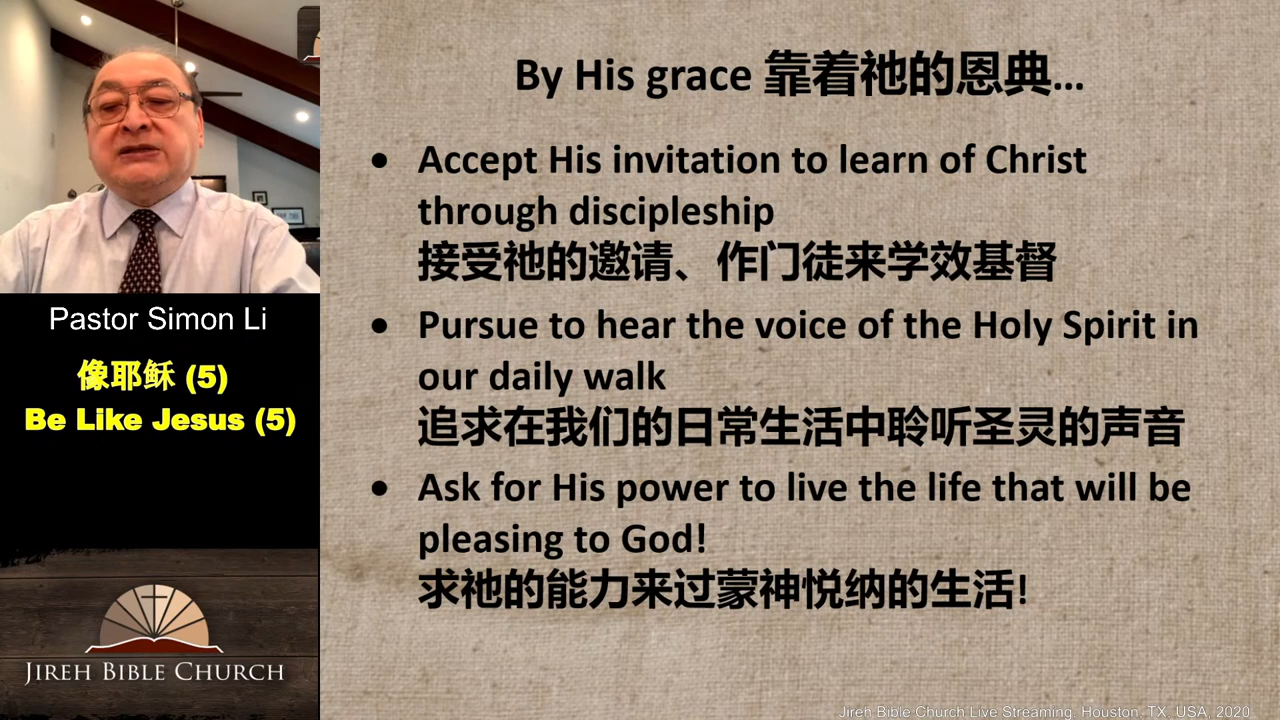 Pastor Simon Li
像耶稣 (5)
Be Like Jesus (5)
JIREH BIBLE CHURCH
By His grace 靠着祂的恩典...
• Accept His invitation to learn of Christ
through discipleship
接受祂的邀请、作门徒来学效基督
• Pursue to hear the voice of the Holy Spirit in
our daily walk
追求在我们的日常生活中聆听圣灵的声音
• Ask for His power to live the life that will be
pleasing to God!
求祂的能力来过蒙神悦纳的生活!
Jireh Bible Church Live Streaming, Houston, TX, USA, 2020